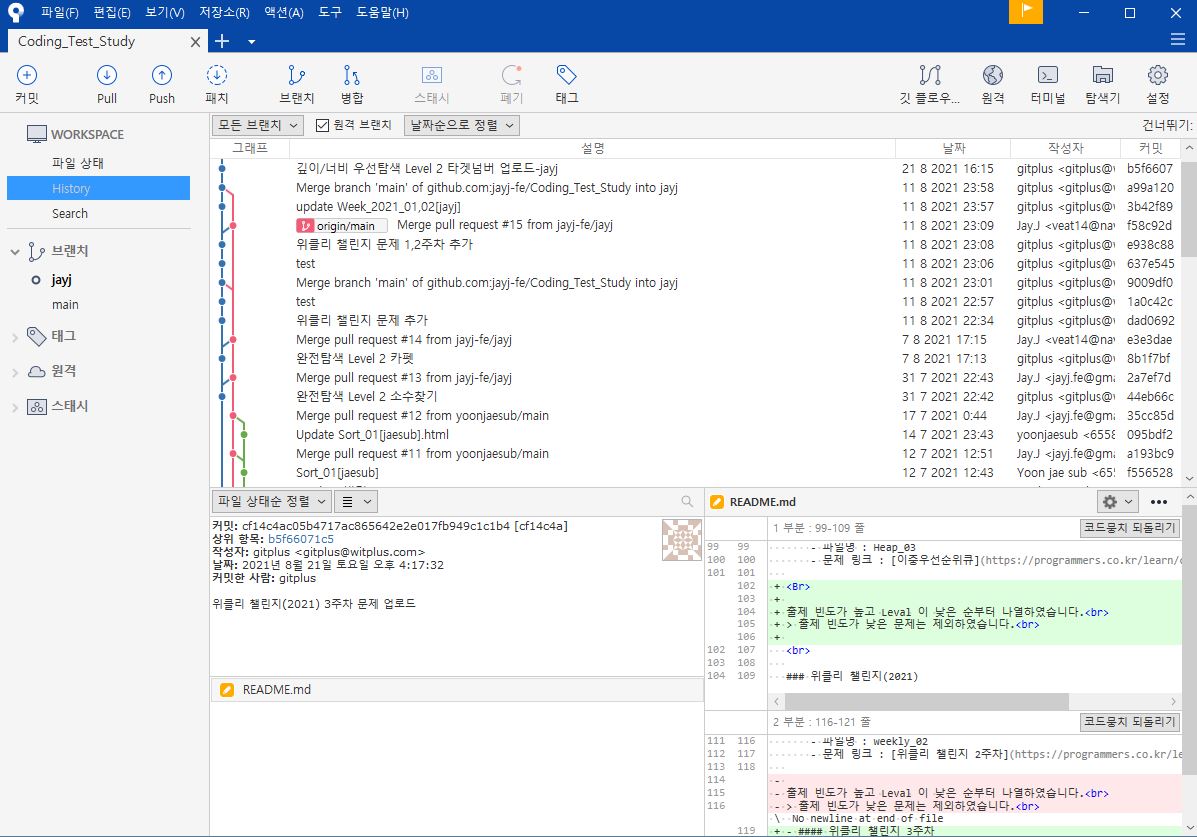 파일(F) 편집(E) 보기(V) 저장소(R) 액션(A) 도구 도움말(H)
Coding_Test_Study
커밋 Pull Push 패치 브랜치 병합 스태시 폐기 태그 깃 플로우... 원격 터미널 탐색기 설정
WORKSPACE
파일 상태
History
Search
브랜치
jayj
main
태그
원격
스태시
모든 브랜치 원격 브랜치 날짜순으로 정렬 건너뛰기:
그래프 설명 날짜 작성자 커밋
깊이/너비 우선탐색 Level 2 타겟넘버 업로드-jayj 21 8 2021 16:15 gitplus <gitplus@w b5f6607
Merge branch 'main' of github.com:jayj-fe/Coding_Test_Study into jayj 11 8 2021 23:58 gitplus <gitplus@w a99a120
update Week_2021_01,02[jayj] 11 8 2021 23:57 gitplus <gitplus@w 3b42f89
origin/main Merge pull request #15 from jayj-fe/jayj 11 8 2021 23:09 Jay.J <veat14@nav f58c92d
위클리 챌린지 문제 1,2주차 추가 11 8 2021 23:08 gitplus <gitplus@w e938c88
test 11 8 2021 23:06 gitplus <gitplus@w 637e545
Merge branch 'main' of github.com:jayj-fe/Coding_Test_Study into jayj 11 8 2021 23:01 gitplus <gitplus@w 9009df0
test 11 8 2021 22:57 gitplus <gitplus@w 1a0c42c
위클리 챌린지 문제 추가 11 8 2021 22:34 gitplus <gitplus@w dad0692
Merge pull request #14 from jayj-fe/jayj 7 8 2021 17:15 Jay.J <veat14@nav e3e3dae
완전탐색 Level 2 카펫 7 8 2021 17:13 gitplus <gitplus@w 8b1f7bf
Merge pull request #13 from jayj-fe/jayj 31 7 2021 22:43 Jay.J <jayj.fe@gma 2a7ef7d
완전탐색 Level 2 소수찾기 31 7 2021 22:42 gitplus <gitplus@w 44eb66c
Merge pull request #12 from yoonjaesub/main 17 7 2021 0:44 Jay.J <jayj.fe@gma 35cc85d
Update Sort_01[jaesub].html 14 7 2021 23:43 yoonjaesub <6558 095bdf2
Merge pull request #11 from yoonjaesub/main 12 7 2021 12:51 Jay.J <jayj.fe@gma a193bc9
Sort_01[jaesub] 12 7 2021 12:43 Yoon jae sub <655 f556528
파일 상태순 정렬
커밋: cf14c4ac05b4717ac865642e2e017fb949c1c1b4 [cf14c4a]
상위 항목: b5f66071c5
작성자: gitplus <gitplus@witplus.com>
날짜: 2021년 8월 21일 토요일 오후 4:17:32
커밋한 사람: gitplus
위클리 챌린지(2021) 3주차 문제 업로드
README.md
README.md
1 부분 : 99-109 줄 코드뭉치 되돌리기
99 99 - 파일명 : Heap_03
100 100 - 문제 링크 : [이중우선순위큐](https://programmers.co.kr/learn/c
101 101
102 + <Br>
103 +
104 + 출제 빈도가 높고 Leval 이 낮은 순부터 나열하였습니다.<br>
105 + > 출제 빈도가 낮은 문제는 제외하였습니다.<br>
106 +
102 107 <br>
103 108
104 109 ### 위클리 챌린지(2021)
2 부분 : 116-121 줄 코드뭉치 되돌리기
111 116 - 파일명 : weekly_02
112 117 - 문제 링크 : [위클리 챌린지 2주차](https://programmers.co.kr/le
113 118
114 -
115 - 출제 빈도가 높고 Leval 이 낮은 순부터 나열하였습니다.<br>
116 - > 출제 빈도가 낮은 문제는 제외하였습니다.<br>
\ No newline at end of file
119 + - #### 위클리 챌린지 3주차